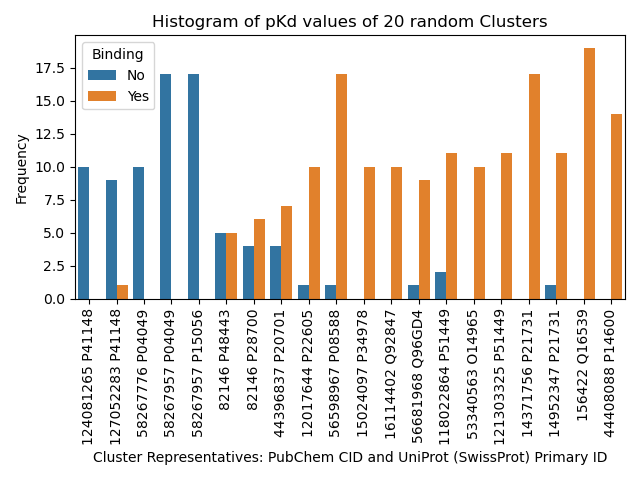 Histogram of pKd values of 20 random Clusters
Binding
No
Yes
17.5
15.0
12.5
10.0
7.5
5.0
2.5
0.0
Frequency
124081265 P41148
127052283 P41148
58267776 P04049
58267957 P04049
58267957 P15056
82146 P48443
82146 P28700
44396837 P20701
12017644 P22605
56598967 P08588
15024097 P34978
16114402 Q92847
56681968 Q96GD4
118022864 P51449
53340563 O14965
121303325 P51449
14371756 P21731
14952347 P21731
156422 Q16539
44408088 P14600
Cluster Representatives: PubChem CID and UniProt (SwissProt) Primary ID